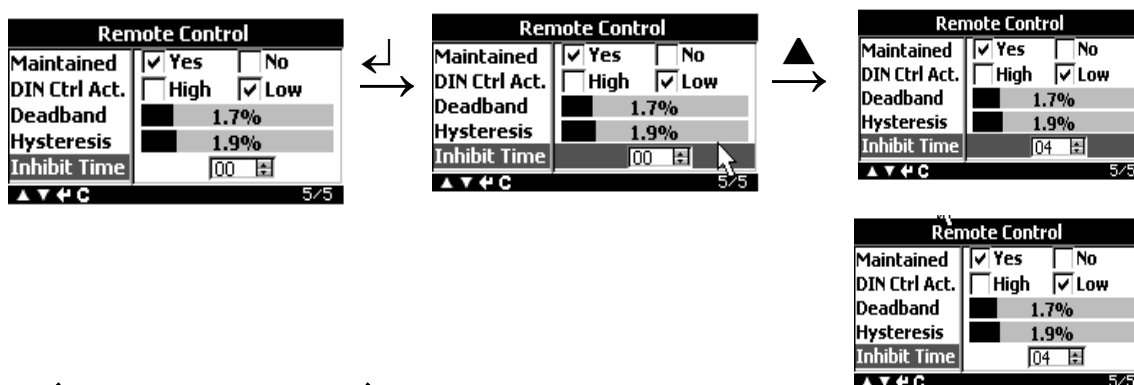 Remote Control
Maintained Yes No
DIN Ctrl Act. High Low
Deadband 1.7%
Hysteresis 1.9%
Inhibit Time 00
C 5/5
Remote Control
Maintained Yes No
DIN Ctrl Act. High Low
Deadband 1.7%
Hysteresis 1.9%
Inhibit Time 00
C 5/5
Remote Control
Maintained Yes No
DIN Ctrl Act. High Low
Deadband 1.7%
Hysteresis 1.9%
Inhibit Time 04
C 5/5
Remote Control
Maintained Yes No
DIN Ctrl Act. High Low
Deadband 1.7%
Hysteresis 1.9%
Inhibit Time 04
C 5/5